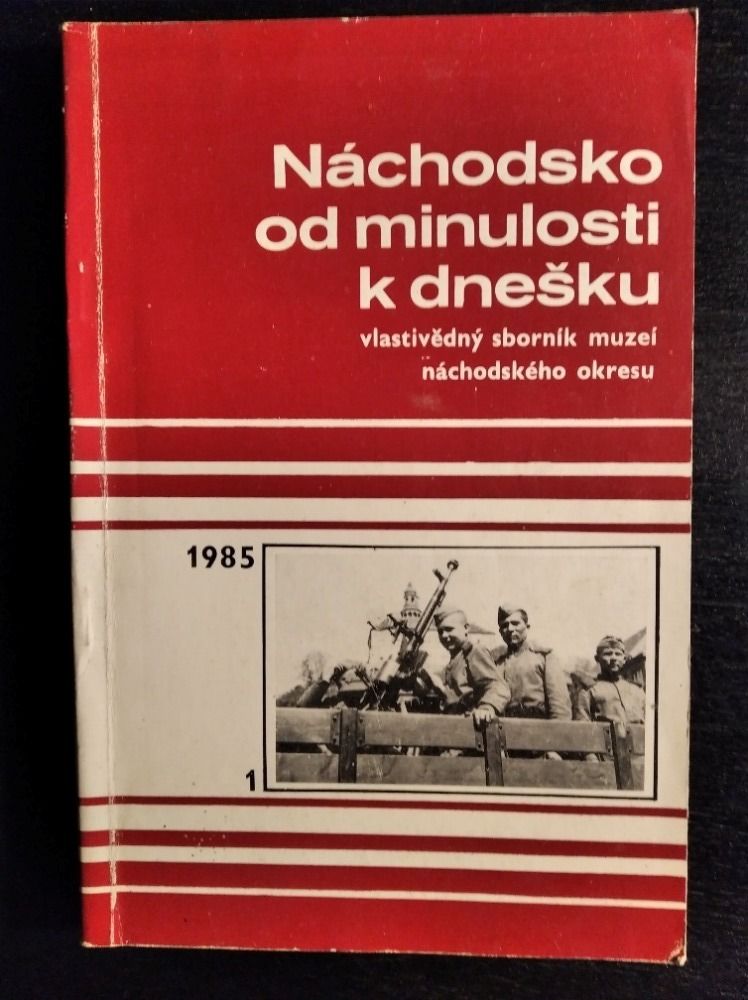 Náchodsko
od minulosti
k dnešku
vlastivědný sborník muzeí
náchodského okresu
1985
1